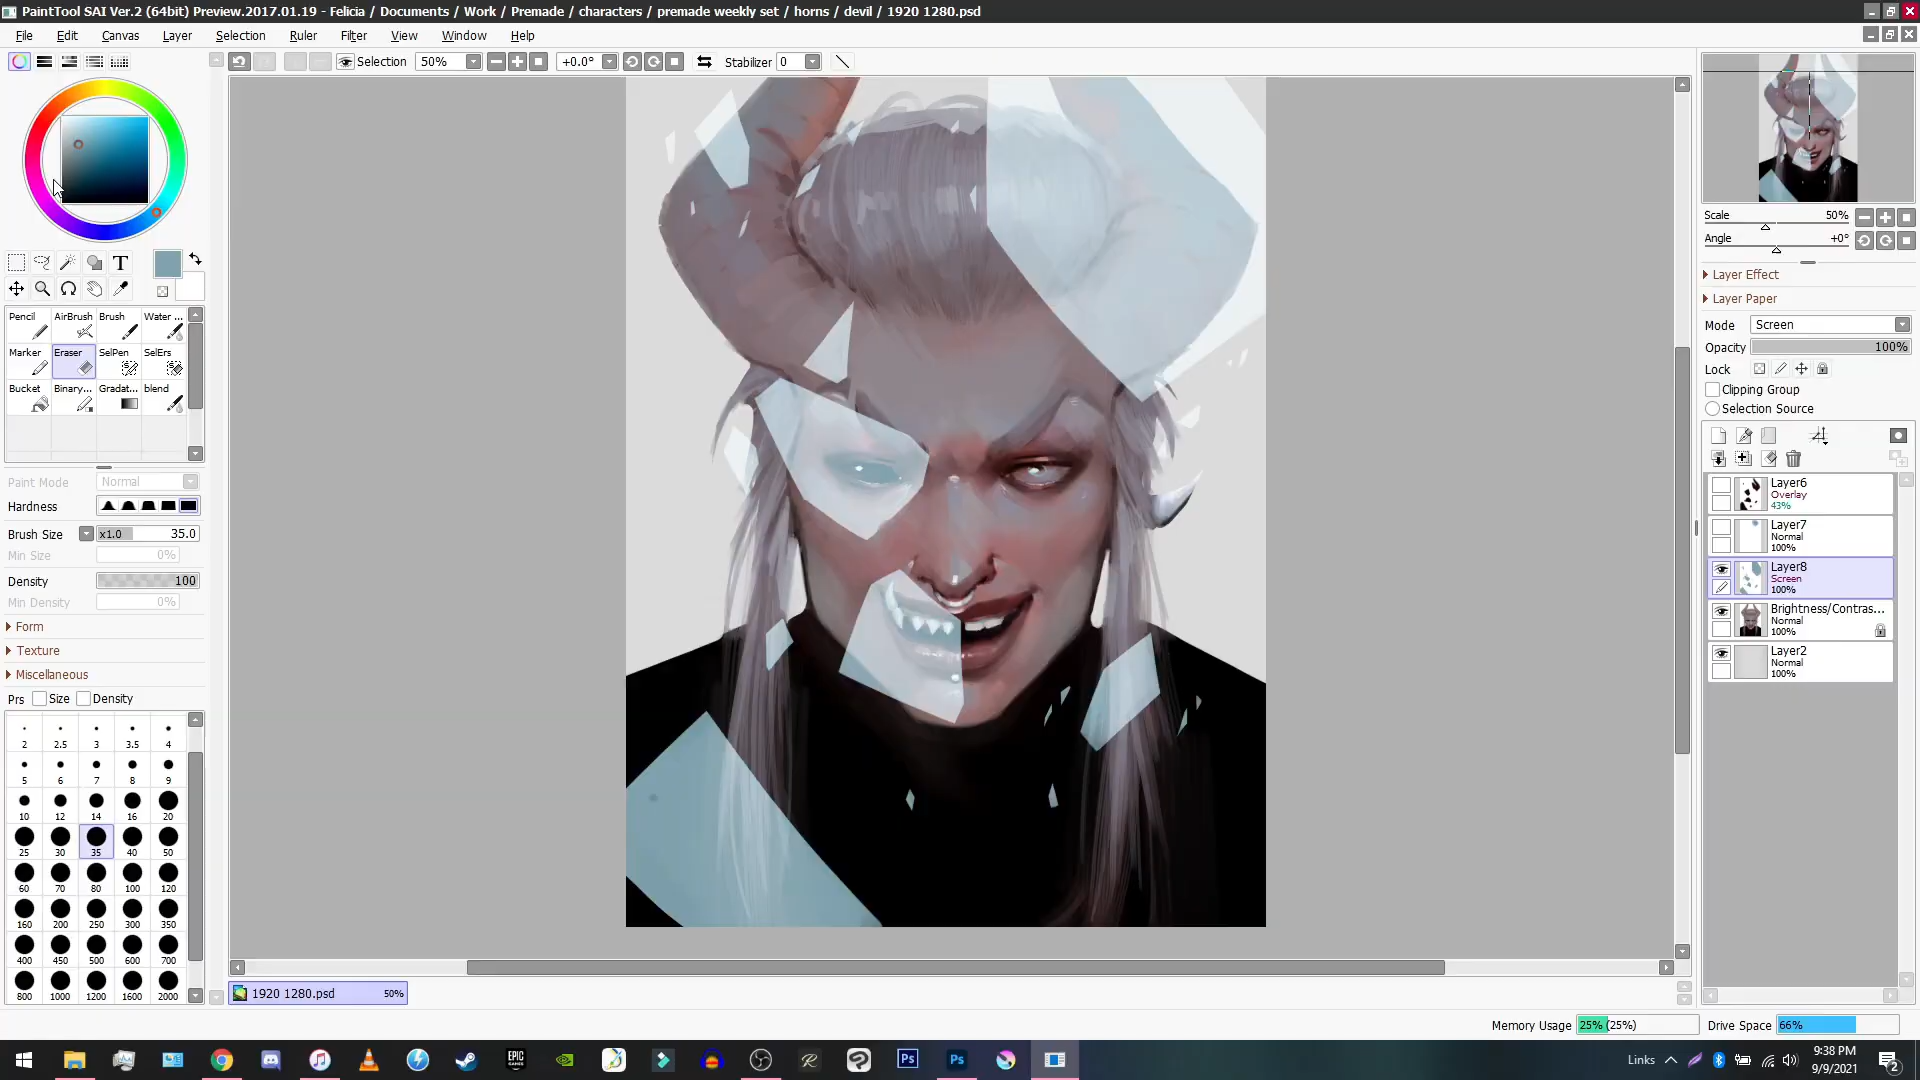 PaintTool SAI Ver.2 (64bit) Preview.2017.01.19 - Felicia / Documents / Work / Premade / characters / premade weekly set / horns / devil / 1920 1280.psd
File Edit Canvas Layer Selection Ruler Filter View Window Help
Selection 50% +0.0° Stabilizer 0
T
Pencil AirBrush Brush Water ...
Marker Eraser SelPen SelErs
Bucket Binary... Gradat... blend
Paint Mode Normal
Hardness
Brush Size x1.0 35.0
Min Size 0%
Density 100
Min Density 0%
Form
Texture
Miscellaneous
Prs Size Density
2 2.5 3 3.5 4
5 6 7 8 9
10 12 14 16 20
25 30 35 40 50
60 70 80 100 120
160 200 250 300 350
400 450 500 600 700
800 1000 1200 1600 2000
1920 1280.psd 50%
Scale 50%
Angle +0°
Layer Effect
Layer Paper
Mode Screen
Opacity 100%
Lock
Clipping Group
Selection Source
Layer6
Overlay
43%
Layer7
Normal
100%
Layer8
Screen
100%
Brightness/Contras...
Normal
100%
Layer2
Normal
100%
Memory Usage 25% (25%) Drive Space 66%
EPIC GAMES
Ps Ps
Links
9:38 PM
9/9/2021
2